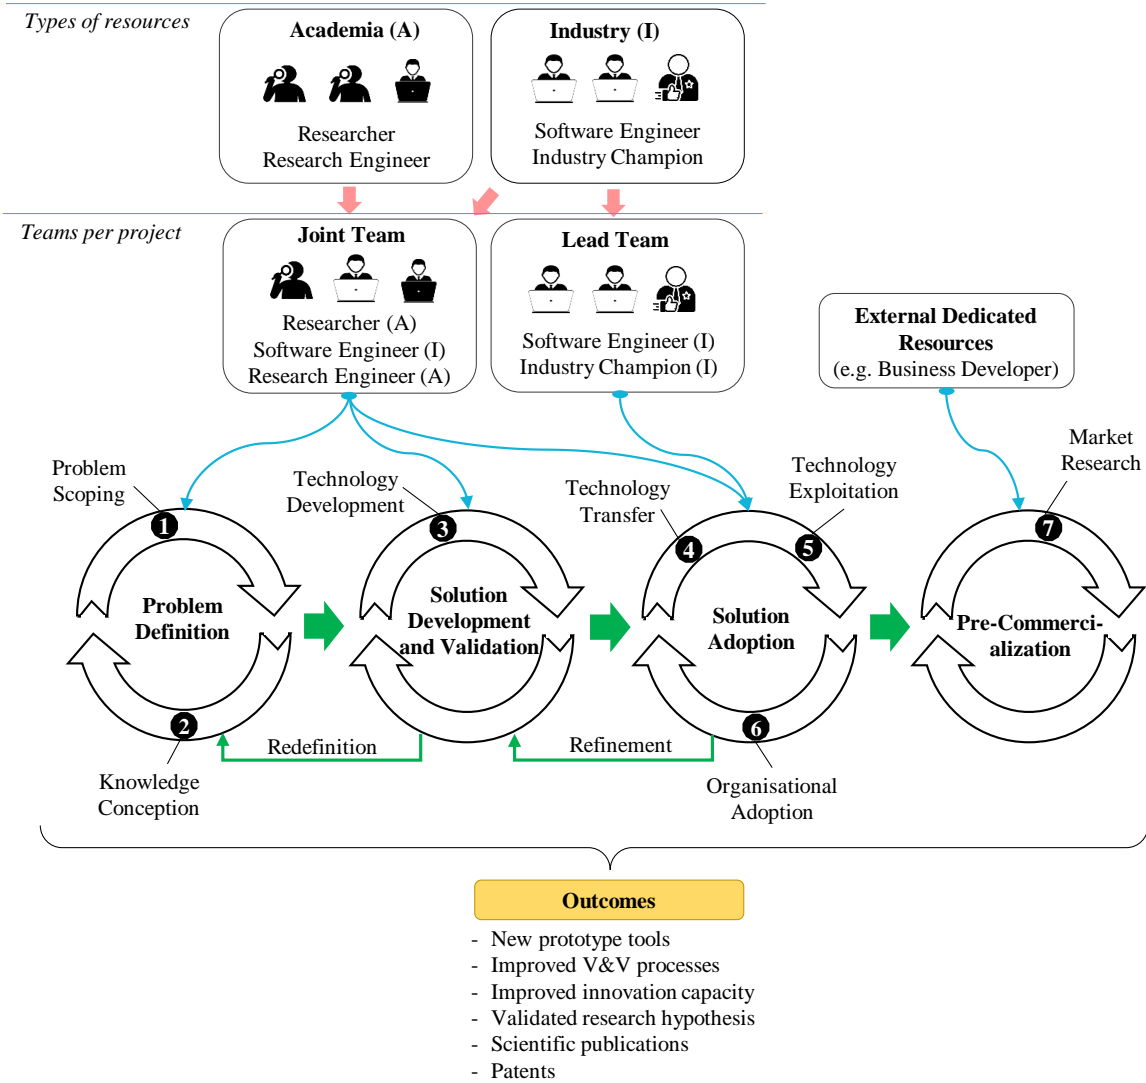 Types of resources
Academia (A)
Researcher
Research Engineer
Industry (I)
Software Engineer
Industry Champion
Teams per project
Joint Team
Researcher (A)
Software Engineer (I)
Research Engineer (A)
Lead Team
Software Engineer (I)
Industry Champion (I)
External Dedicated
Resources
(e.g. Business Developer)
Problem
Scoping
1
Problem
Definition
2
Knowledge
Conception
Technology
Development
3
Solution
Development
and Validation
Redefinition
Technology
Transfer
4
Technology
Exploitation
5
Solution
Adoption
6
Organisational
Adoption
Refinement
Market
Research
7
Pre-Commerci-
alization
Outcomes
- New prototype tools
- Improved V&V processes
- Improved innovation capacity
- Validated research hypothesis
- Scientific publications
- Patents